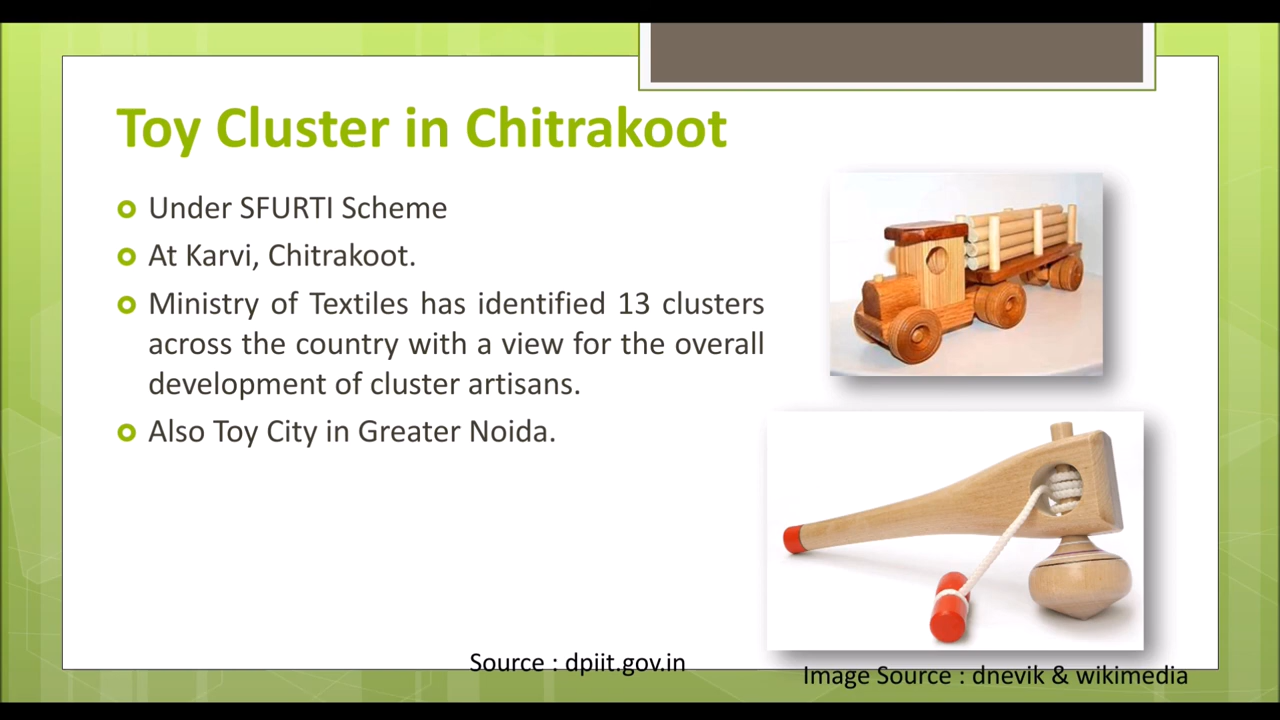 Toy Cluster in Chitrakoot
Under SFURTI Scheme
At Karvi, Chitrakoot.
Ministry of Textiles has identified 13 clusters
across the country with a view for the overall
development of cluster artisans.
Also Toy City in Greater Noida.
Source : dpiit.gov.in
Image Source : dnevik & wikimedia